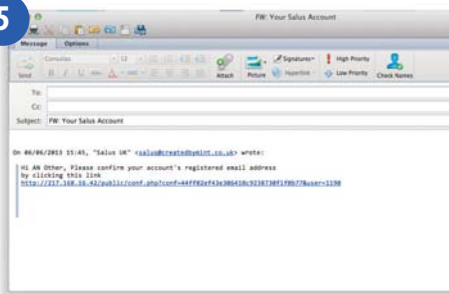 5
FW: Your Salus Account
Message Options
Consolas 12 Signatures High Priority
Send Attach Picture Hyperlink Low Priority Check Names
To:
Cc:
Subject: FW: Your Salus Account
On 06/06/2013 15:45, "Salus UK" <salus@createdbymint.co.uk> wrote:
Hi AN Other, Please confirm your account's registered email address
by clicking this link